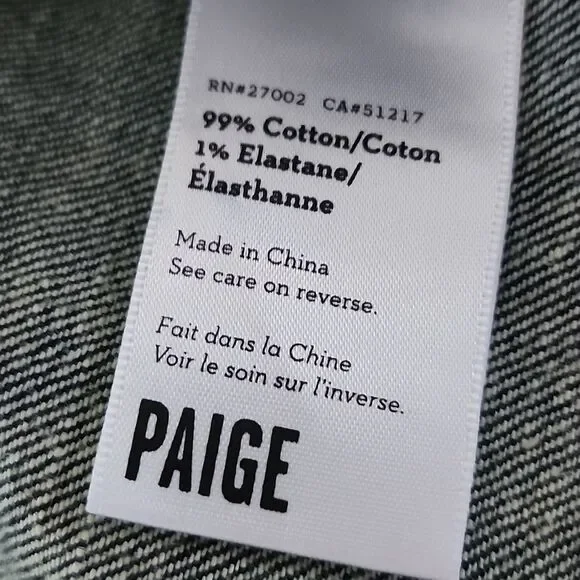 RN#27002 CA#51217
99% Cotton/Coton
1% Elastane/
Élasthanne
Made in China
See care on reverse.
Fait dans la Chine
Voir le soin sur l'inverse.
PAIGE